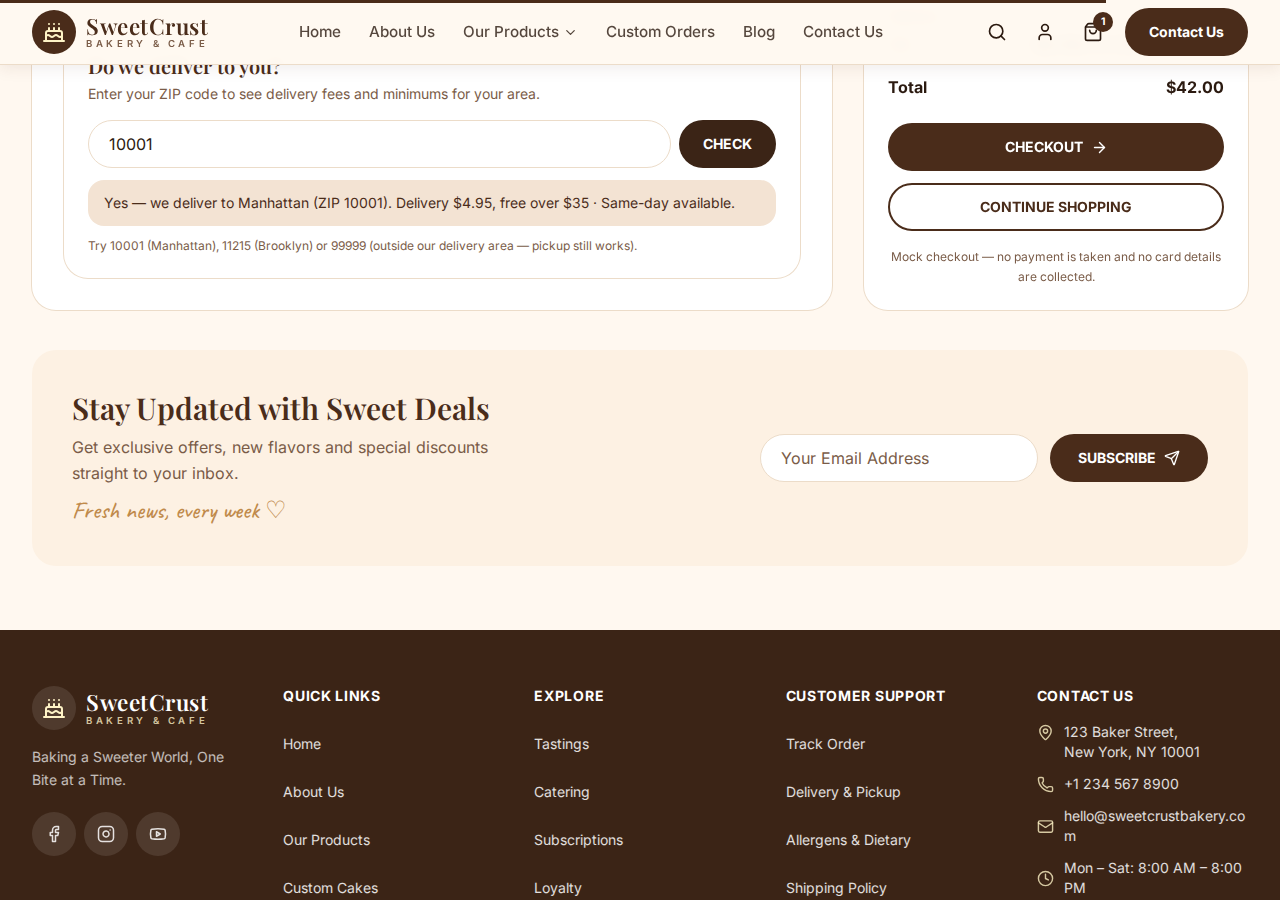 SweetCrust
BAKERY & CAFE
Home
About Us
Our Products
Custom Orders
Blog
Contact Us
1
Contact Us
Do we deliver to you?
Enter your ZIP code to see delivery fees and minimums for your area.
10001
CHECK
Yes — we deliver to Manhattan (ZIP 10001). Delivery $4.95, free over $35 · Same-day available.
Try 10001 (Manhattan), 11215 (Brooklyn) or 99999 (outside our delivery area — pickup still works).
Total
$42.00
CHECKOUT
CONTINUE SHOPPING
Mock checkout — no payment is taken and no card details
are collected.
Stay Updated with Sweet Deals
Get exclusive offers, new flavors and special discounts
straight to your inbox.
Fresh news, every week ♡
Your Email Address
SUBSCRIBE
SweetCrust
BAKERY & CAFE
Baking a Sweeter World, One
Bite at a Time.
QUICK LINKS
Home
About Us
Our Products
Custom Cakes
EXPLORE
Tastings
Catering
Subscriptions
Loyalty
CUSTOMER SUPPORT
Track Order
Delivery & Pickup
Allergens & Dietary
Shipping Policy
CONTACT US
123 Baker Street,
New York, NY 10001
+1 234 567 8900
hello@sweetcrustbakery.co
m
Mon – Sat: 8:00 AM – 8:00
PM